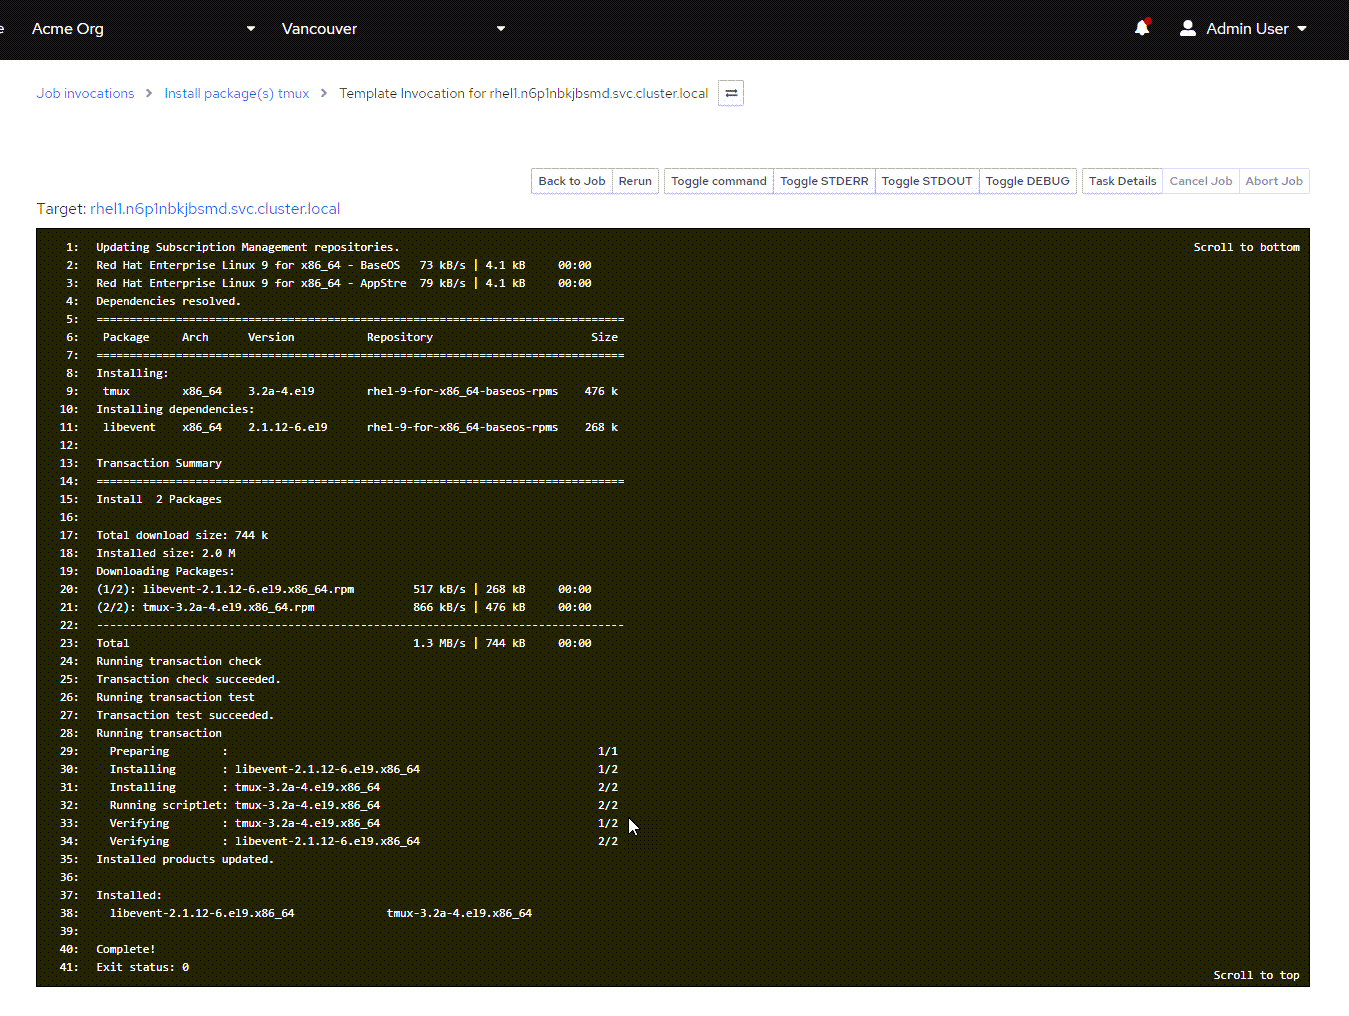 e Acme Org Vancouver Admin User
Job invocations > Install package(s) tmux > Template Invocation for rhel1.n6p1nbkjbsmd.svc.cluster.local
Back to Job Rerun Toggle command Toggle STDERR Toggle STDOUT Toggle DEBUG Task Details Cancel Job Abort Job
Target: rhel1.n6p1nbkjbsmd.svc.cluster.local
Scroll to bottom
1: Updating Subscription Management repositories.
2: Red Hat Enterprise Linux 9 for x86_64 - BaseOS 73 kB/s | 4.1 kB 00:00
3: Red Hat Enterprise Linux 9 for x86_64 - AppStre 79 kB/s | 4.1 kB 00:00
4: Dependencies resolved.
5: ================================================================================
6: Package Arch Version Repository Size
7: ================================================================================
8: Installing:
9: tmux x86_64 3.2a-4.el9 rhel-9-for-x86_64-baseos-rpms 476 k
10: Installing dependencies:
11: libevent x86_64 2.1.12-6.el9 rhel-9-for-x86_64-baseos-rpms 268 k
12:
13: Transaction Summary
14: ================================================================================
15: Install 2 Packages
16:
17: Total download size: 744 k
18: Installed size: 2.0 M
19: Downloading Packages:
20: (1/2): libevent-2.1.12-6.el9.x86_64.rpm 517 kB/s | 268 kB 00:00
21: (2/2): tmux-3.2a-4.el9.x86_64.rpm 866 kB/s | 476 kB 00:00
22: --------------------------------------------------------------------------------
23: Total 1.3 MB/s | 744 kB 00:00
24: Running transaction check
25: Transaction check succeeded.
26: Running transaction test
27: Transaction test succeeded.
28: Running transaction
29: Preparing : 1/1
30: Installing : libevent-2.1.12-6.el9.x86_64 1/2
31: Installing : tmux-3.2a-4.el9.x86_64 2/2
32: Running scriptlet: tmux-3.2a-4.el9.x86_64 2/2
33: Verifying : tmux-3.2a-4.el9.x86_64 1/2
34: Verifying : libevent-2.1.12-6.el9.x86_64 2/2
35: Installed products updated.
36:
37: Installed:
38: libevent-2.1.12-6.el9.x86_64 tmux-3.2a-4.el9.x86_64
39:
40: Complete!
41: Exit status: 0
Scroll to top